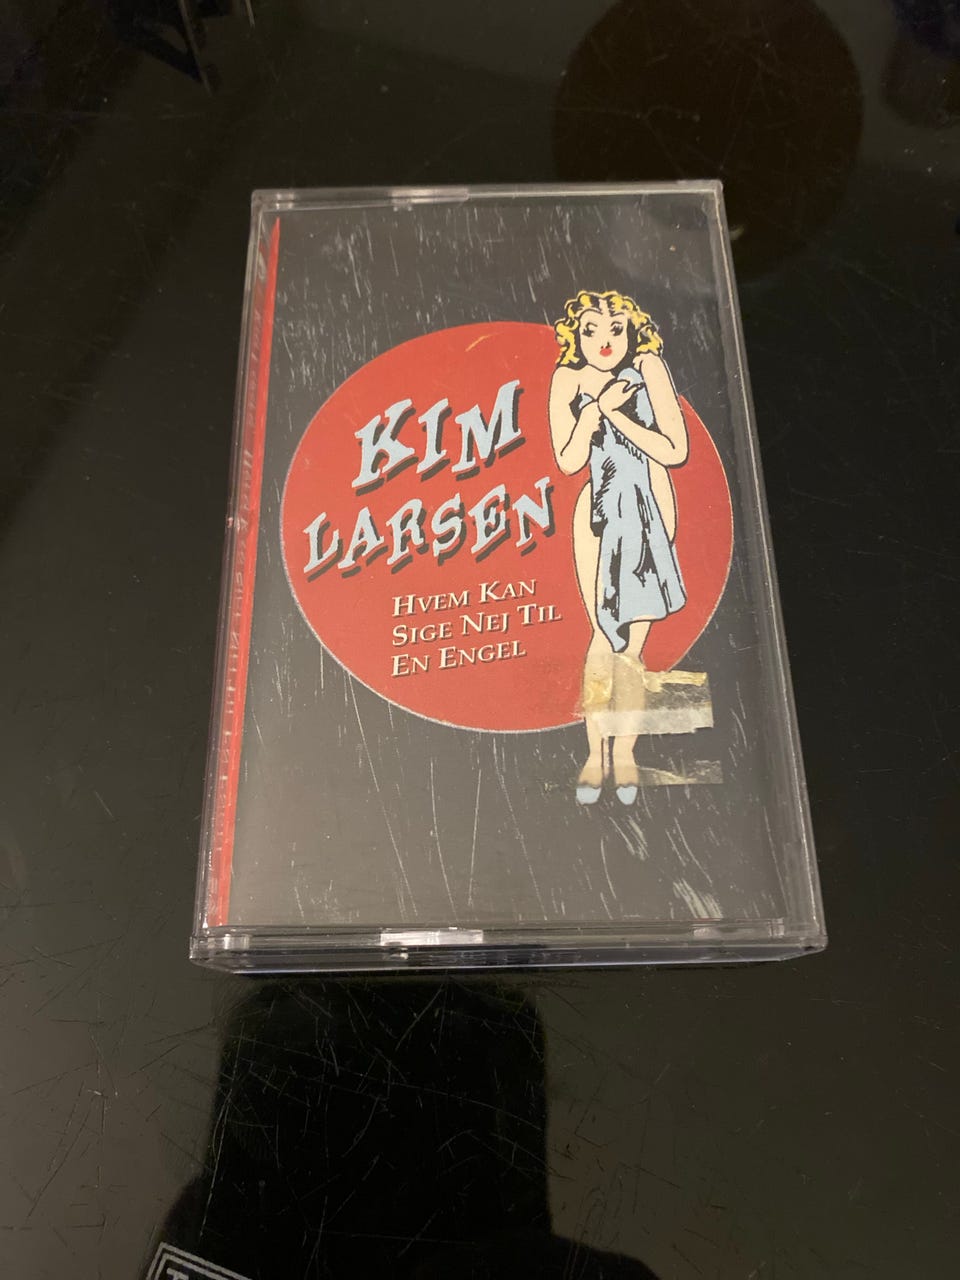 KIM
LARSEN
HVEM KAN
SIGE NEJ TIL
EN ENGEL